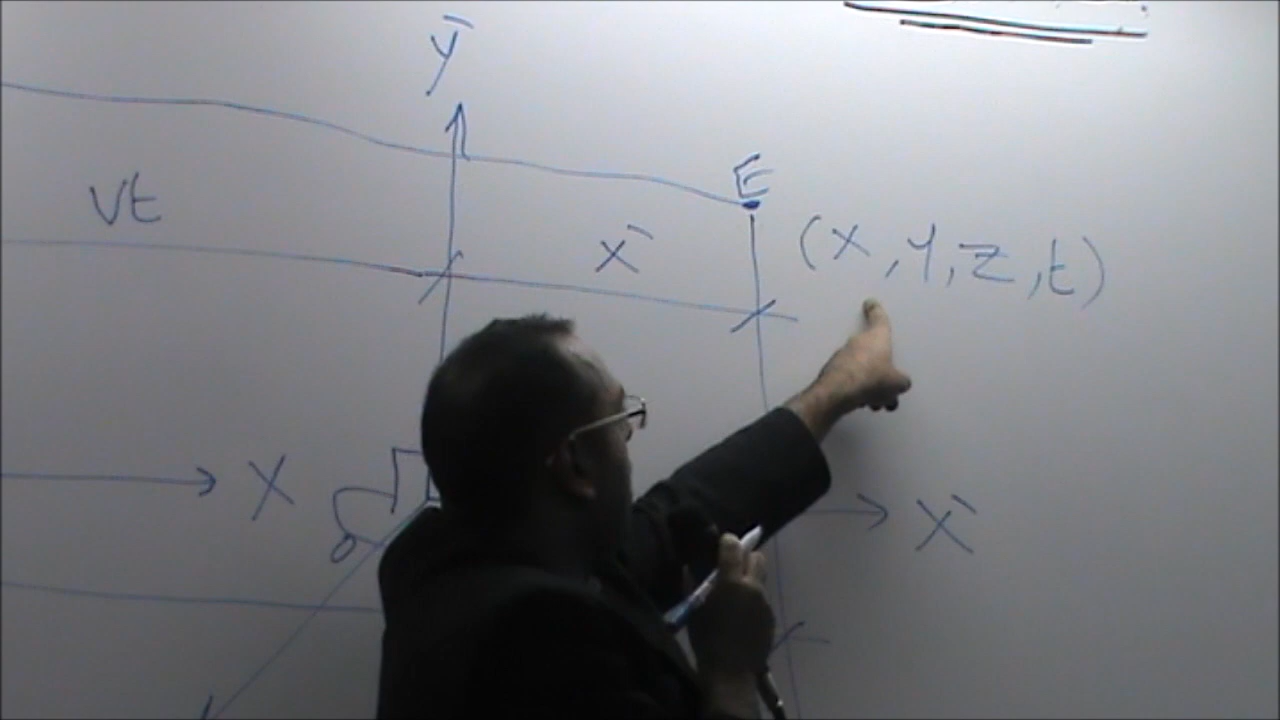 y-
E
vt
x-
(x, y, z, t)
x
x-